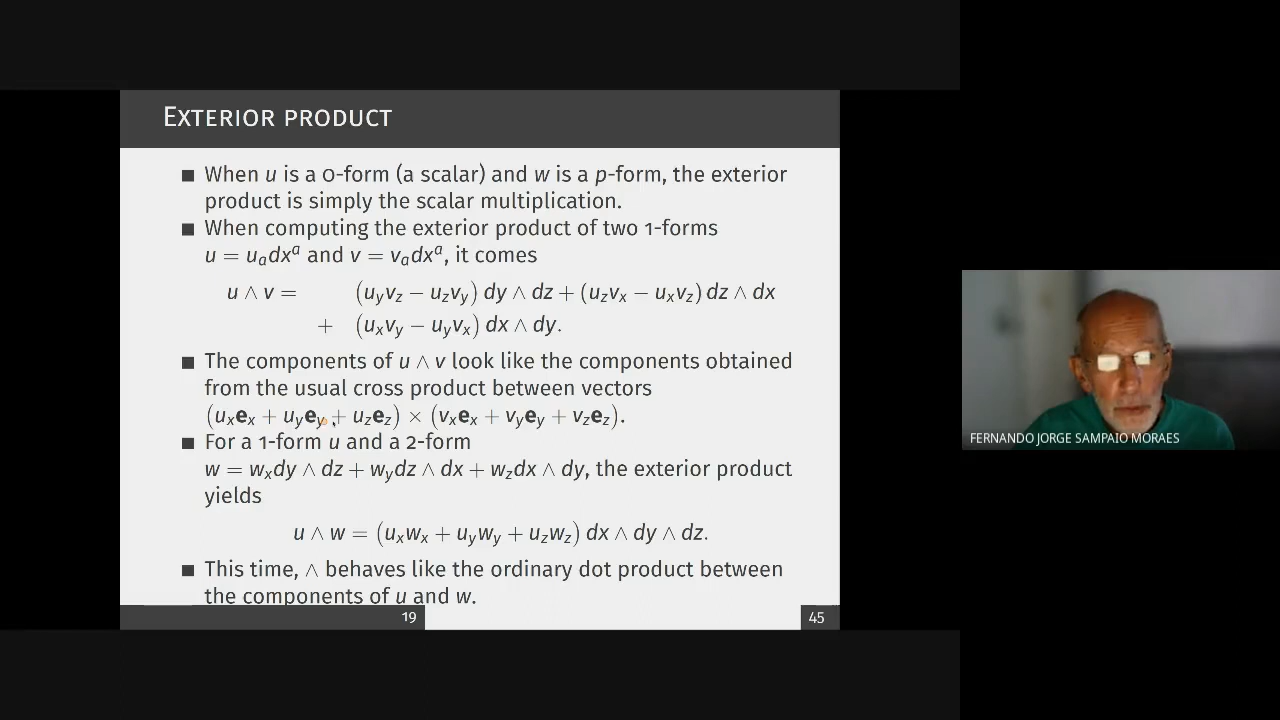 EXTERIOR PRODUCT
■ When u is a 0-form (a scalar) and w is a p-form, the exterior
product is simply the scalar multiplication.
■ When computing the exterior product of two 1-forms
u = uₐdxᵃ and v = vₐdxᵃ, it comes
u ∧ v = (u_y v_z − u_z v_y) dy ∧ dz + (u_z v_x − u_x v_z) dz ∧ dx
+ (u_x v_y − u_y v_x) dx ∧ dy.
■ The components of u ∧ v look like the components obtained
from the usual cross product between vectors
(u_x e_x + u_y e_y + u_z e_z) × (v_x e_x + v_y e_y + v_z e_z).
■ For a 1-form u and a 2-form
w = w_x dy ∧ dz + w_y dz ∧ dx + w_z dx ∧ dy, the exterior product
yields
u ∧ w = (u_x w_x + u_y w_y + u_z w_z) dx ∧ dy ∧ dz.
■ This time, ∧ behaves like the ordinary dot product between
the components of u and w.
19
45
FERNANDO JORGE SAMPAIO MORAES